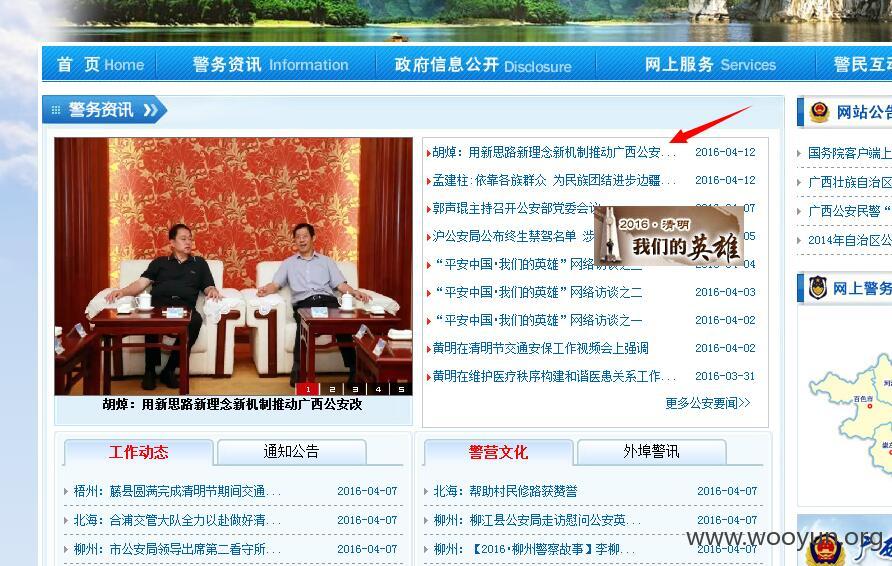 首 页 Home
警务资讯 Information
政府信息公开 Disclosure
网上服务 Services
警民互动
警务资讯
胡焯：用新思路新理念新机制推动广西公安... 2016-04-12
孟建柱:依靠各族群众 为民族团结进步边疆... 2016-04-12
郭声琨主持召开公安部党委会议
沪公安局公布终生禁驾名单 涉
“平安中国·我们的英雄”网络访谈之三 2016-04-04
“平安中国·我们的英雄”网络访谈之二 2016-04-03
“平安中国·我们的英雄”网络访谈之一 2016-04-02
黄明在清明节交通安保工作视频会上强调 2016-04-02
黄明在维护医疗秩序构建和谐医患关系工作... 2016-03-31
更多公安要闻>>
2016·清明
我们的英雄
1 2 3 4 5
胡焯：用新思路新理念新机制推动广西公安改
工作动态
通知公告
梧州：藤县圆满完成清明节期间交通... 2016-04-07
北海：合浦交管大队全力以赴做好清... 2016-04-07
柳州：市公安局领导出席第二看守所... 2016-04-07
警营文化
外埠警讯
北海：帮助村民修路获赞誉 2016-04-07
柳州：柳江县公安局走访慰问公安英... 2016-04-07
柳州：【2016·柳州警察故事】李柳... 2016-04-07
网站公告
国务院客户端上
广西壮族自治区
广西公安民警“
2014年自治区公
网上警务
百色市
www.wooyun.org